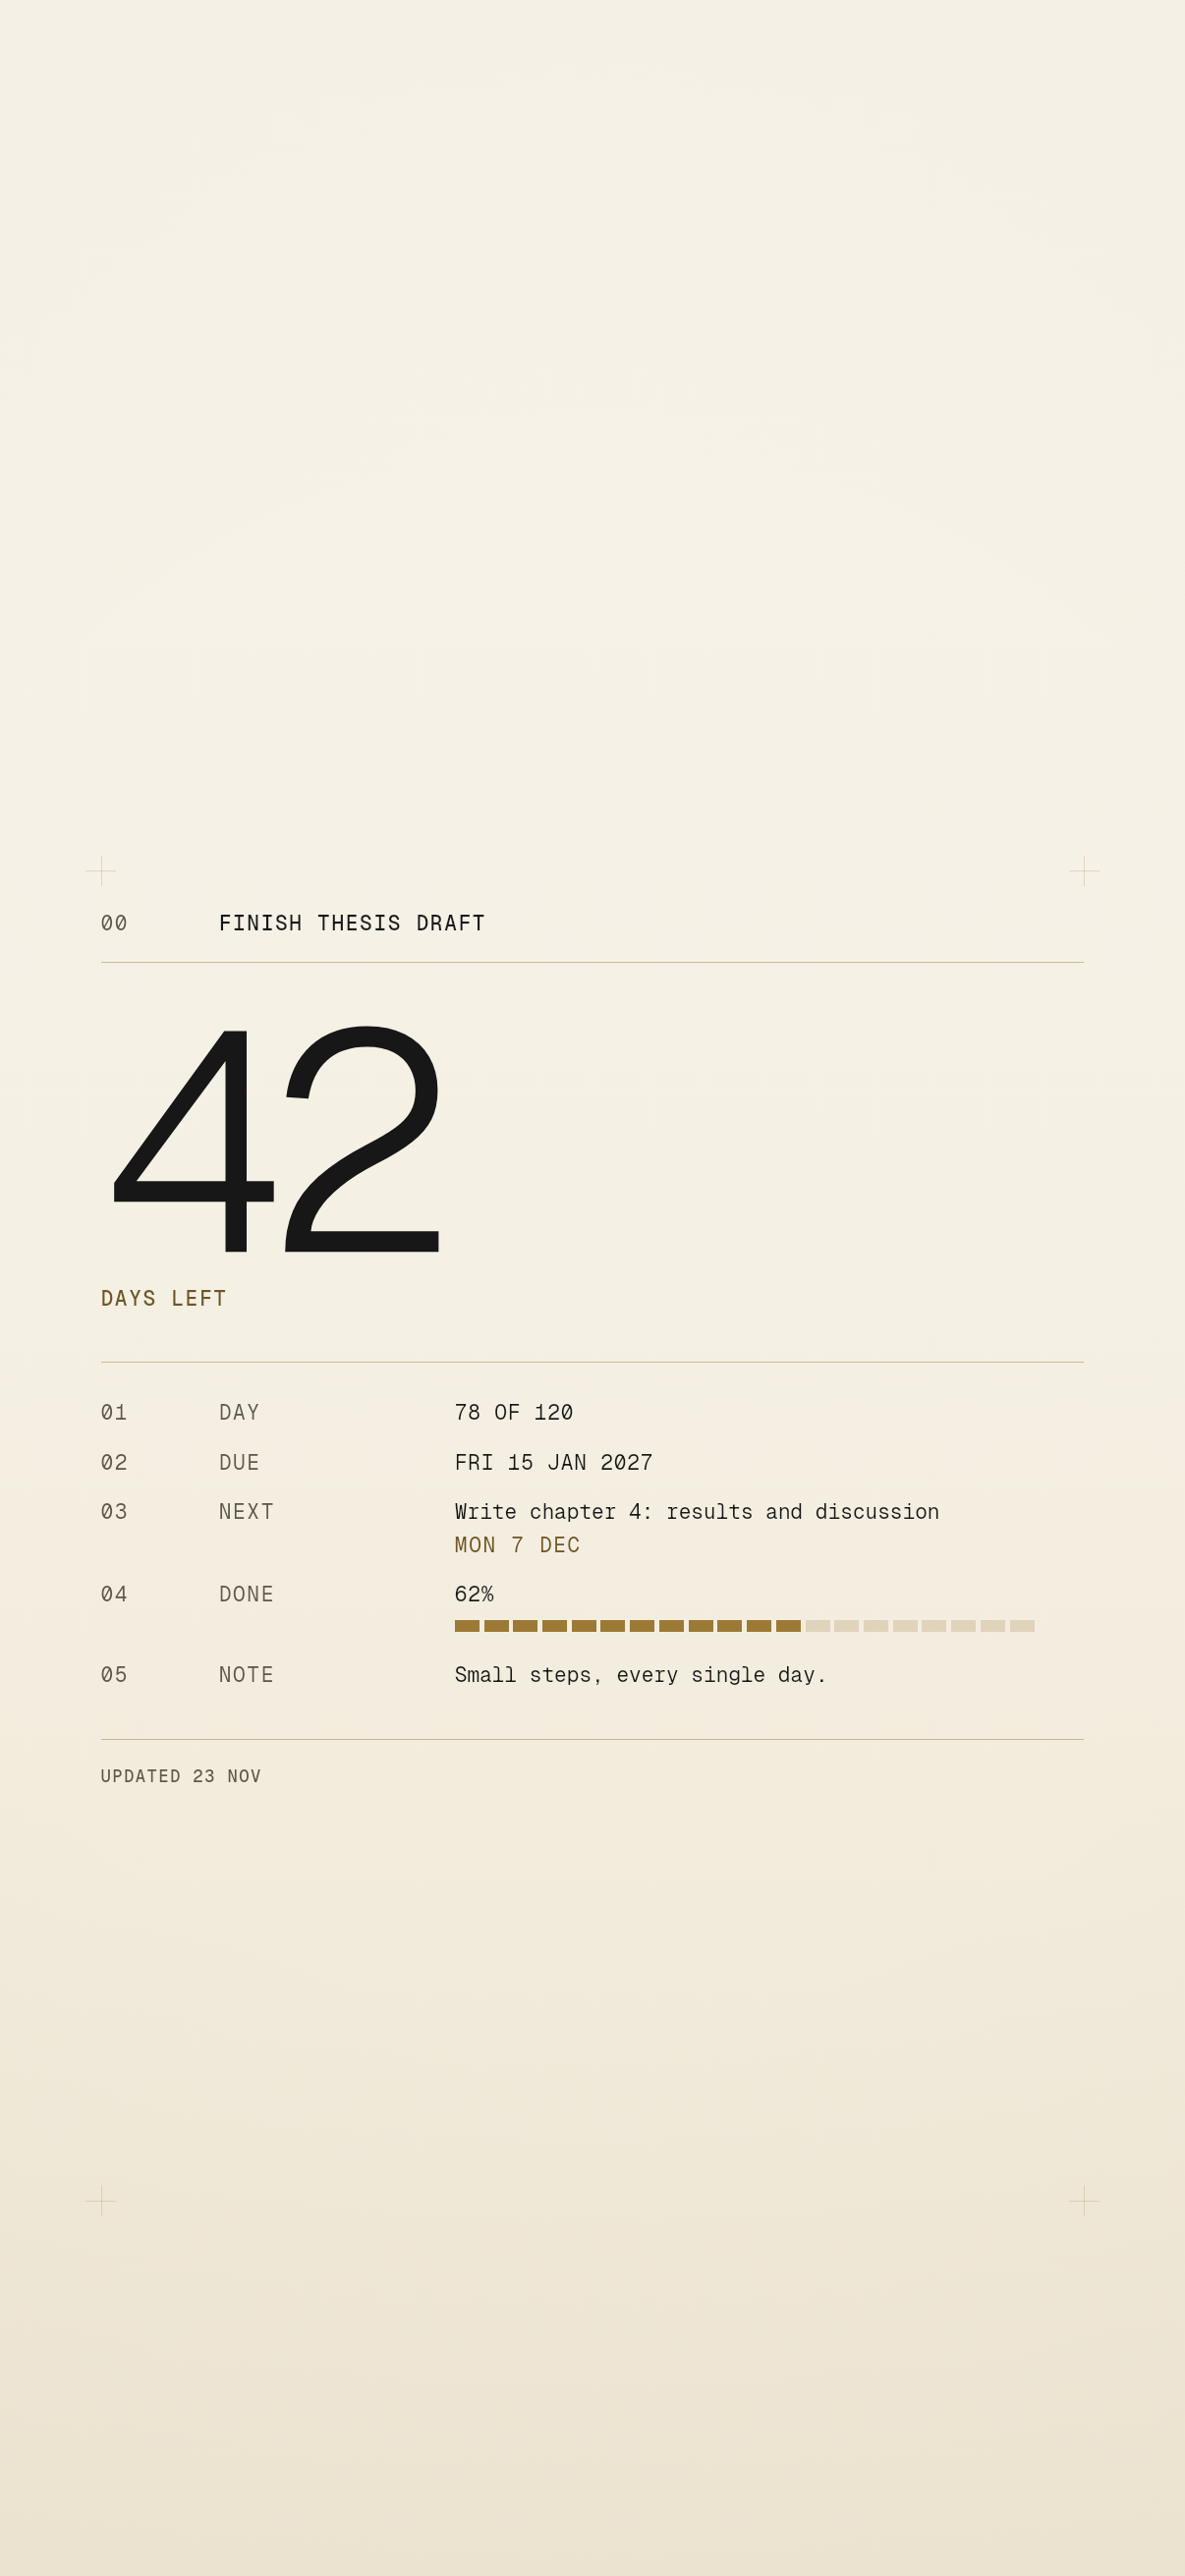 00 FINISH THESIS DRAFT
42
DAYS LEFT
01 DAY 78 OF 120
02 DUE FRI 15 JAN 2027
03 NEXT Write chapter 4: results and discussion
MON 7 DEC
04 DONE 62%
05 NOTE Small steps, every single day.
UPDATED 23 NOV